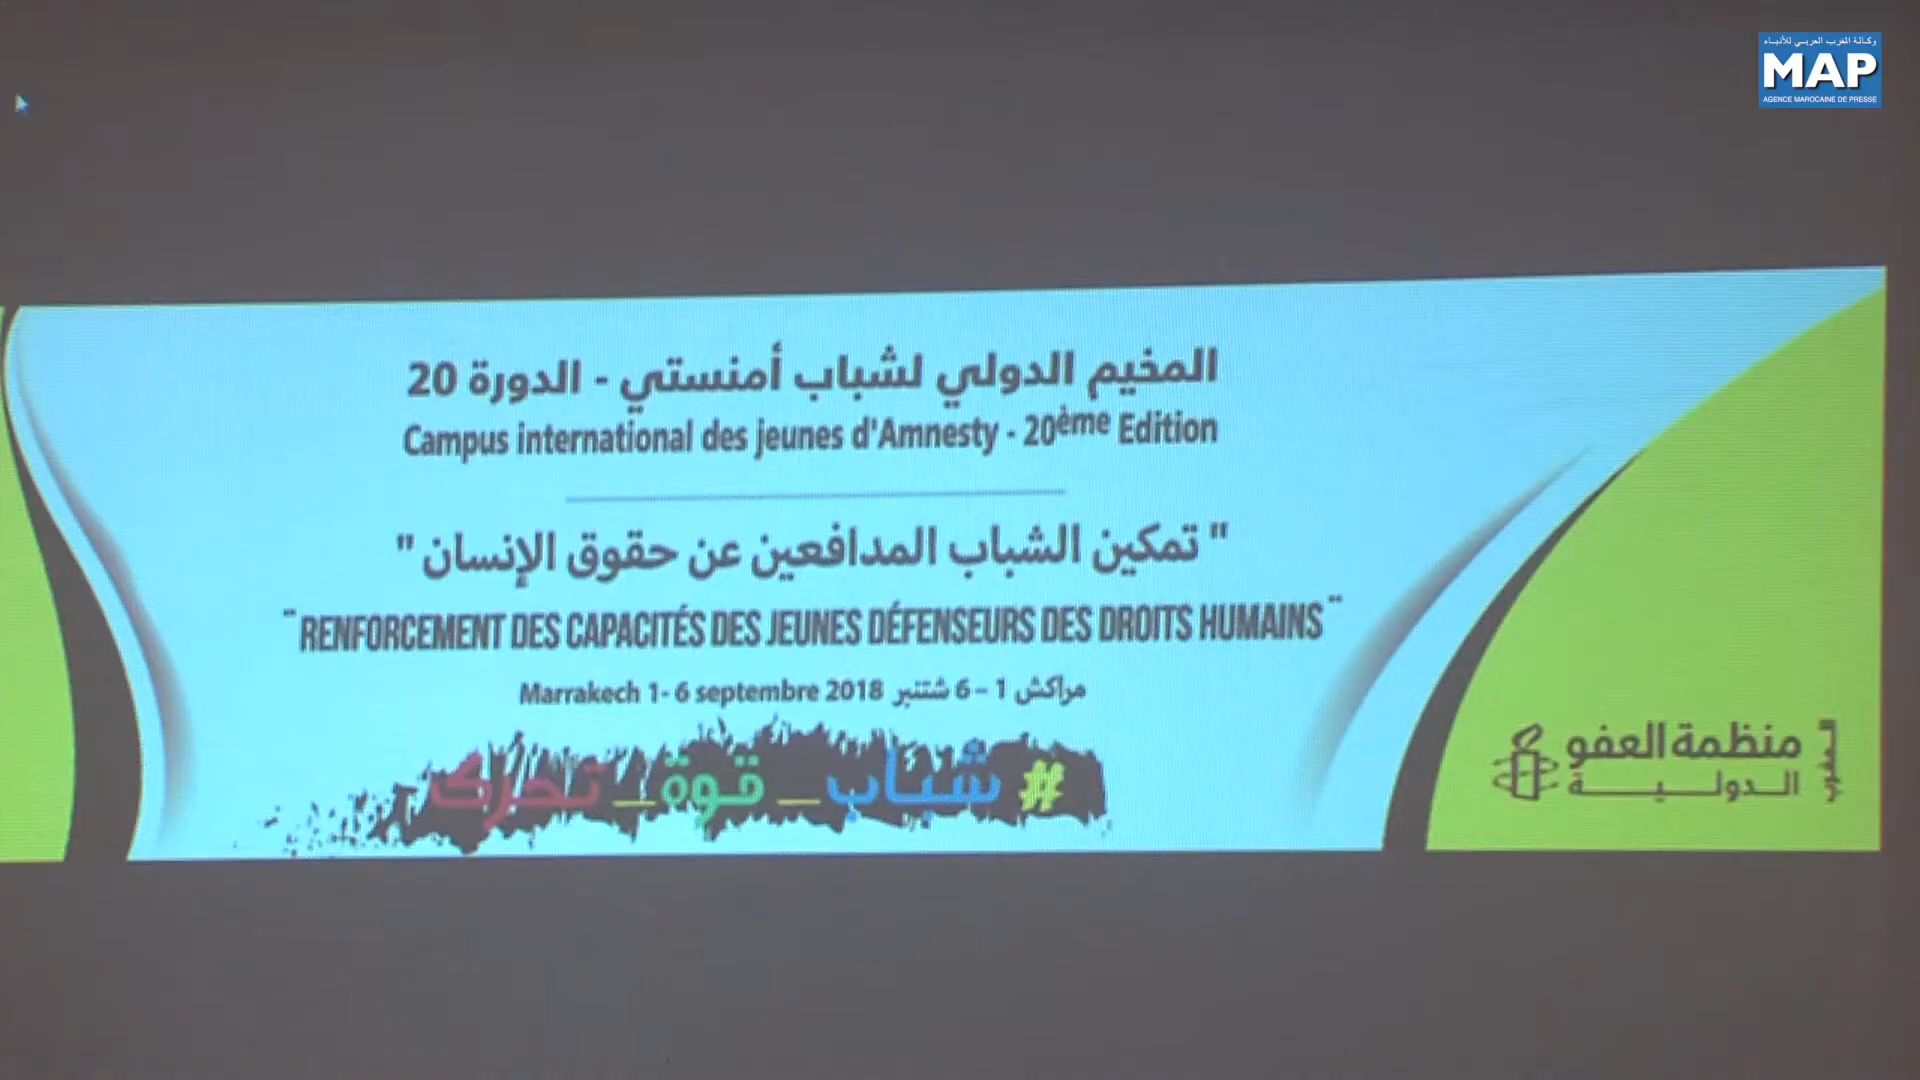 وكالة المغرب العربي للأنباء
MAP
AGENCE MAROCAINE DE PRESSE
المخيم الدولي لشباب أمنستي - الدورة 20
Campus international des jeunes d'Amnesty - 20ème Edition
" تمكين الشباب المدافعين عن حقوق الإنسان "
¨RENFORCEMENT DES CAPACITÉS DES JEUNES DÉFENSEURS DES DROITS HUMAINS¨
Marrakech 1- 6 septembre 2018 مراكش 1 – 6 شتنبر
#شباب_قوة_تحرك
منظمة العفو
الدولية
المغرب